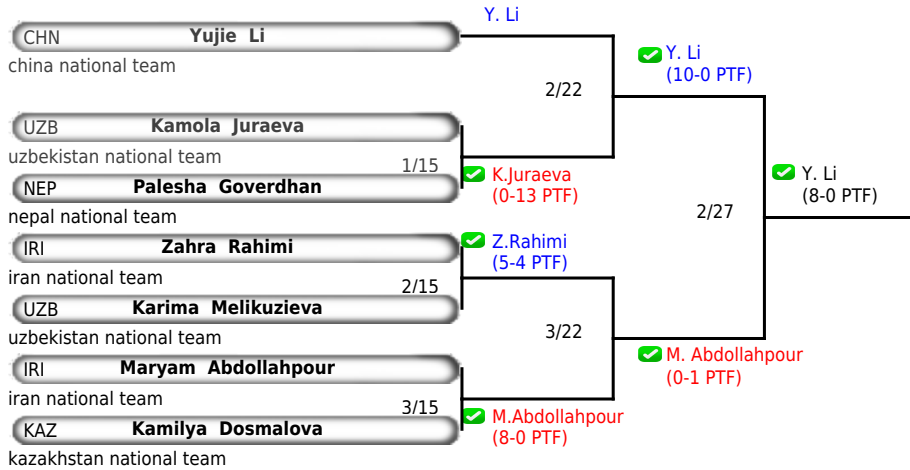 Y. Li
CHN Yujie Li
china national team
Y. Li
(10-0 PTF)
2/22
UZB Kamola Juraeva
uzbekistan national team
1/15
K.Juraeva
(0-13 PTF)
NEP Palesha Goverdhan
nepal national team
Y. Li
(8-0 PTF)
2/27
IRI Zahra Rahimi
iran national team
Z.Rahimi
(5-4 PTF)
2/15
UZB Karima Melikuzieva
uzbekistan national team
3/22
IRI Maryam Abdollahpour
iran national team
M. Abdollahpour
(0-1 PTF)
3/15
M.Abdollahpour
(8-0 PTF)
KAZ Kamilya Dosmalova
kazakhstan national team